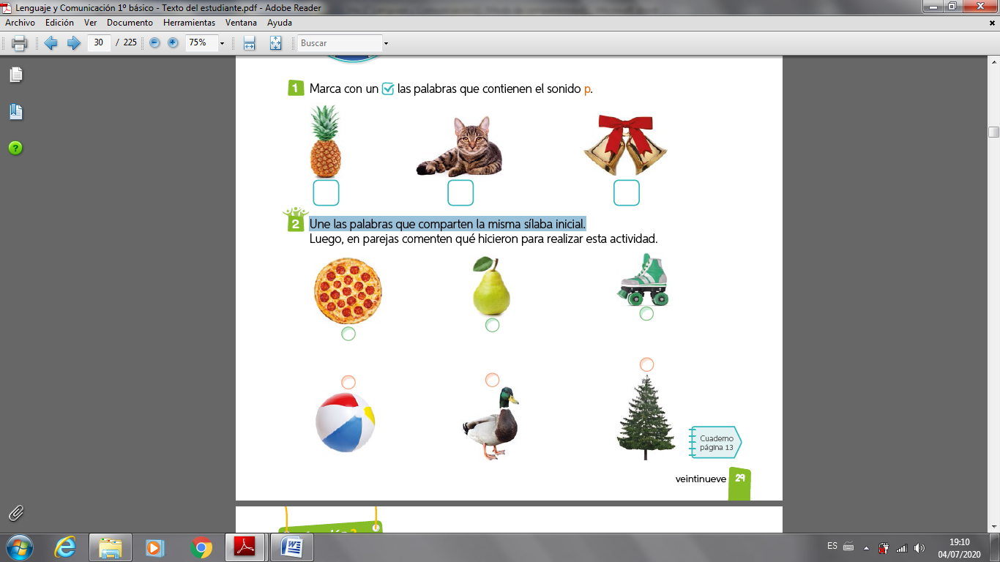 Lenguaje y Comunicación 1º básico - Texto del estudiante.pdf - Adobe Reader
Archivo Edición Ver Documento Herramientas Ventana Ayuda
30 / 225 75% Buscar
1 Marca con un las palabras que contienen el sonido p.
2 Une las palabras que comparten la misma sílaba inicial.
Luego, en parejas comenten qué hicieron para realizar esta actividad.
Cuaderno
página 13
veintinueve 29
ES 19:10
04/07/2020